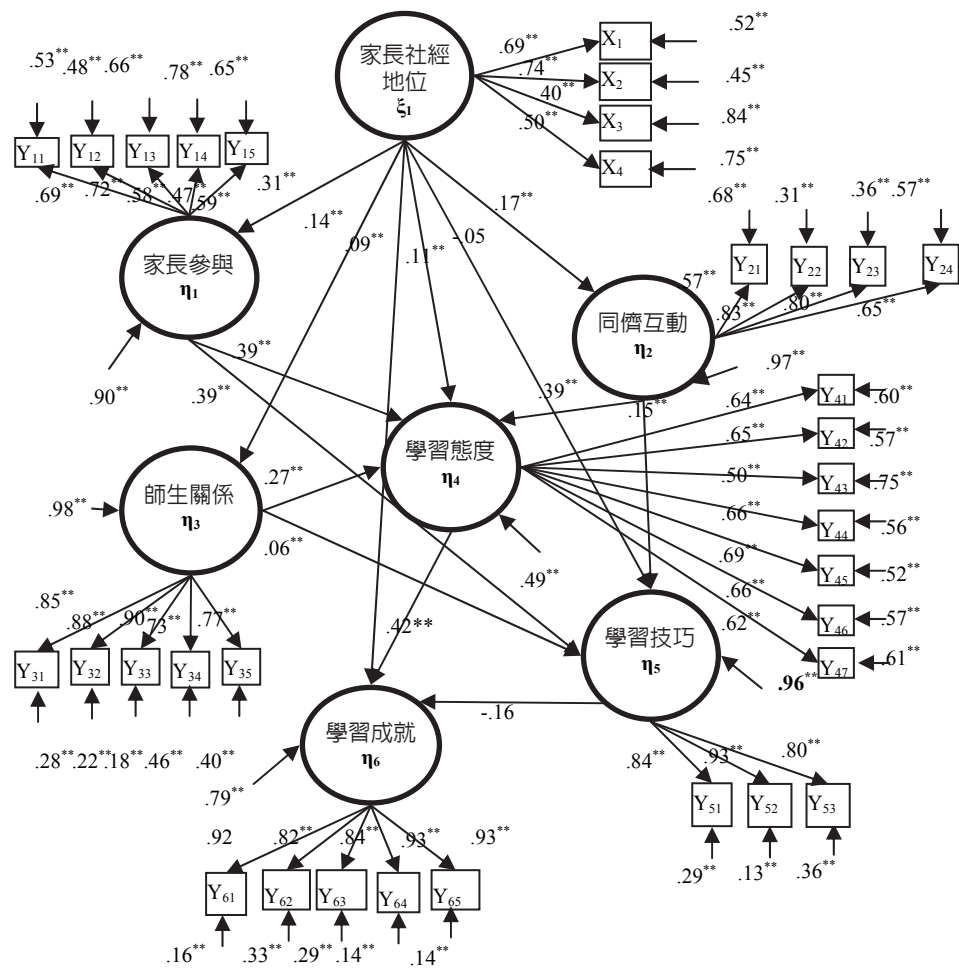 .69**
.52**
X1
家長社經
地位
ξ1
.74**
.45**
X2
.40**
.84**
X3
.50**
.75**
X4
.53**
.48**
.66**
.78**
.65**
Y11
Y12
Y13
Y14
Y15
.69**
.72**
.58**
.47**
.59**
.31**
.14**
.09**
.11**
-.05
.17**
.68**
.31**
.36**
.57**
Y21
Y22
Y23
Y24
家長參與
η1
.57**
.83**
.80**
.65**
同儕互動
η2
.90**
.39**
.39**
.39**
.15**
.97**
學習態度
η4
.64**
Y41
.60**
.65**
Y42
.57**
.50**
Y43
.75**
.66**
Y44
.56**
.69**
Y45
.52**
.66**
Y46
.57**
.62**
Y47
.61**
師生關係
η3
.98**
.27**
.06**
.49**
.85**
.88**
.90**
.73**
.77**
Y31
Y32
Y33
Y34
Y35
.28**
.22**
.18**
.46**
.40**
.42**
學習技巧
η5
.96**
-.16
學習成就
η6
.79**
.84**
.93**
.80**
Y51
Y52
Y53
.29**
.13**
.36**
.92
.82**
.84**
.93**
.93**
Y61
Y62
Y63
Y64
Y65
.16**
.33**
.29**
.14**
.14**